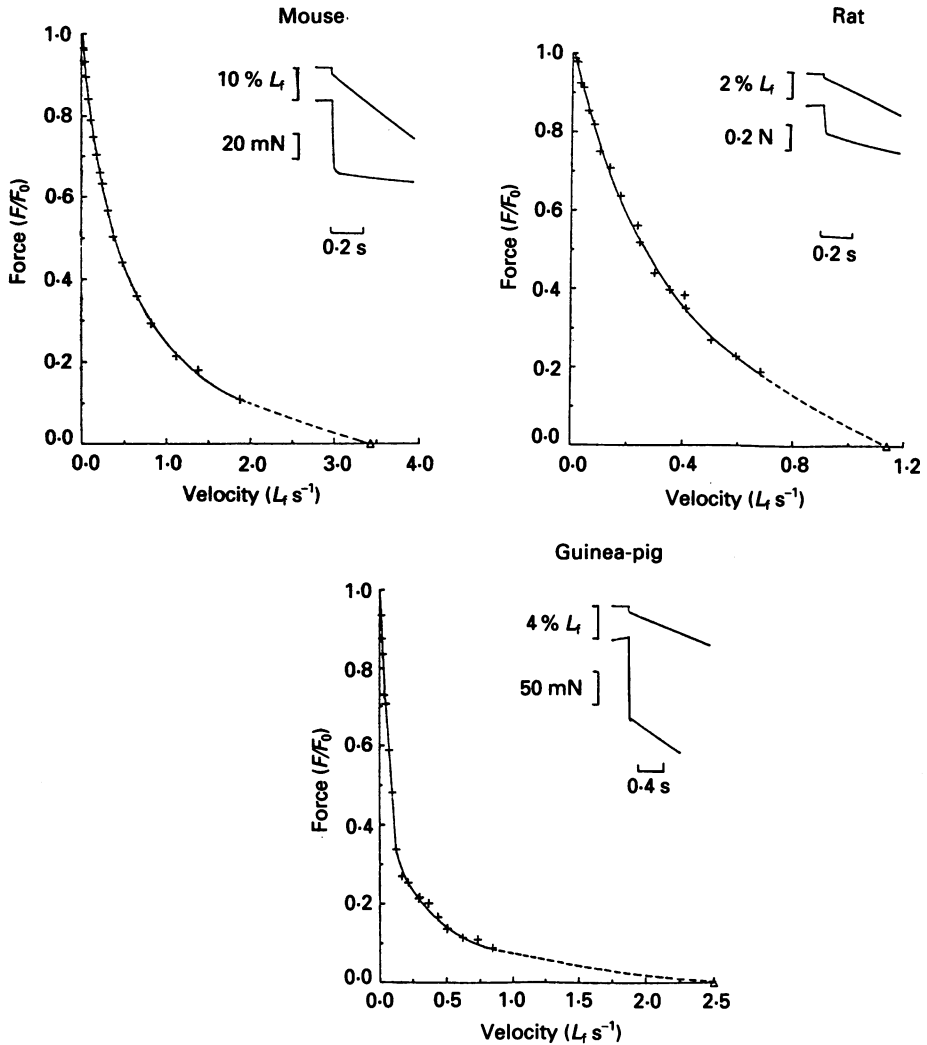 Mouse
Force (F/F₀)
1·0
0·8
0·6
0·4
0·2
0·0
0·0 1·0 2·0 3·0 4·0
Velocity (Lf s⁻¹)
10 % Lf
20 mN
0·2 s
Rat
Force (F/F₀)
1·0
0·8
0·6
0·4
0·2
0·0
0·0 0·4 0·8 1·2
Velocity (Lf s⁻¹)
2 % Lf
0·2 N
0·2 s
Guinea-pig
Force (F/F₀)
1·0
0·8
0·6
0·4
0·2
0·0
0·0 0·5 1·0 1·5 2·0 2·5
Velocity (Lf s⁻¹)
4 % Lf
50 mN
0·4 s